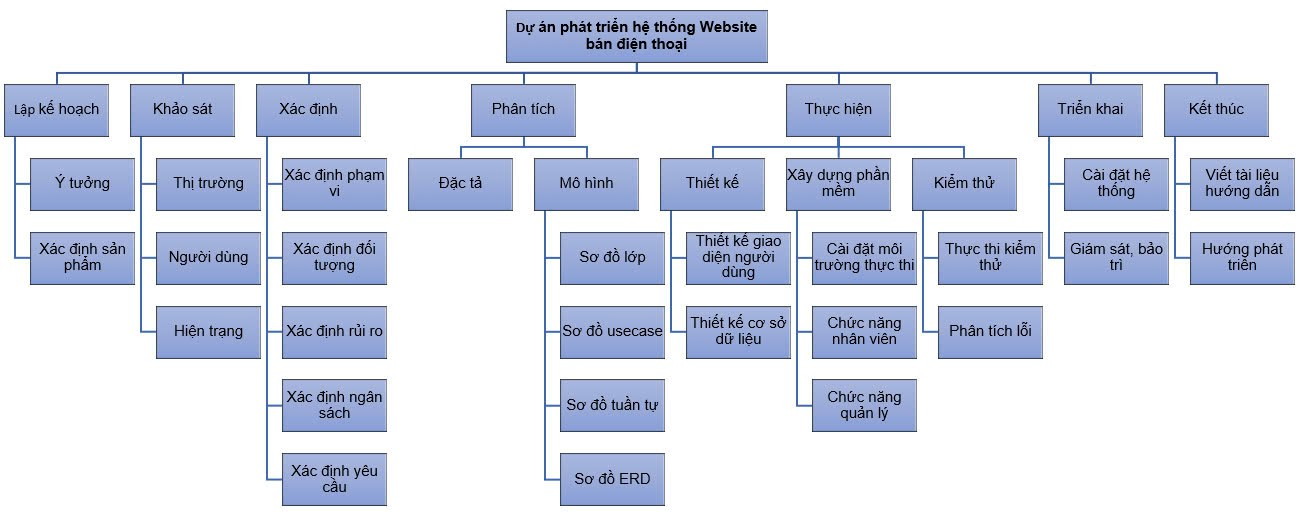 Dự án phát triển hệ thống Website
bán điện thoại
Lập kế hoạch
Khảo sát
Xác định
Phân tích
Thực hiện
Triển khai
Kết thúc
Ý tưởng
Xác định sản
phẩm
Thị trường
Người dùng
Hiện trạng
Xác định phạm
vi
Xác định đối
tượng
Xác định rủi ro
Xác định ngân
sách
Xác định yêu
cầu
Đặc tả
Mô hình
Sơ đồ lớp
Sơ đồ usecase
Sơ đồ tuần tự
Sơ đồ ERD
Thiết kế
Thiết kế giao
diện người
dùng
Thiết kế cơ sở
dữ liệu
Xây dựng phần
mềm
Cài đặt môi
trường thực thi
Chức năng
nhân viên
Chức năng
quản lý
Kiểm thử
Thực thi kiểm
thử
Phân tích lỗi
Cài đặt hệ
thống
Giám sát, bảo
trì
Viết tài liệu
hướng dẫn
Hướng phát
triển